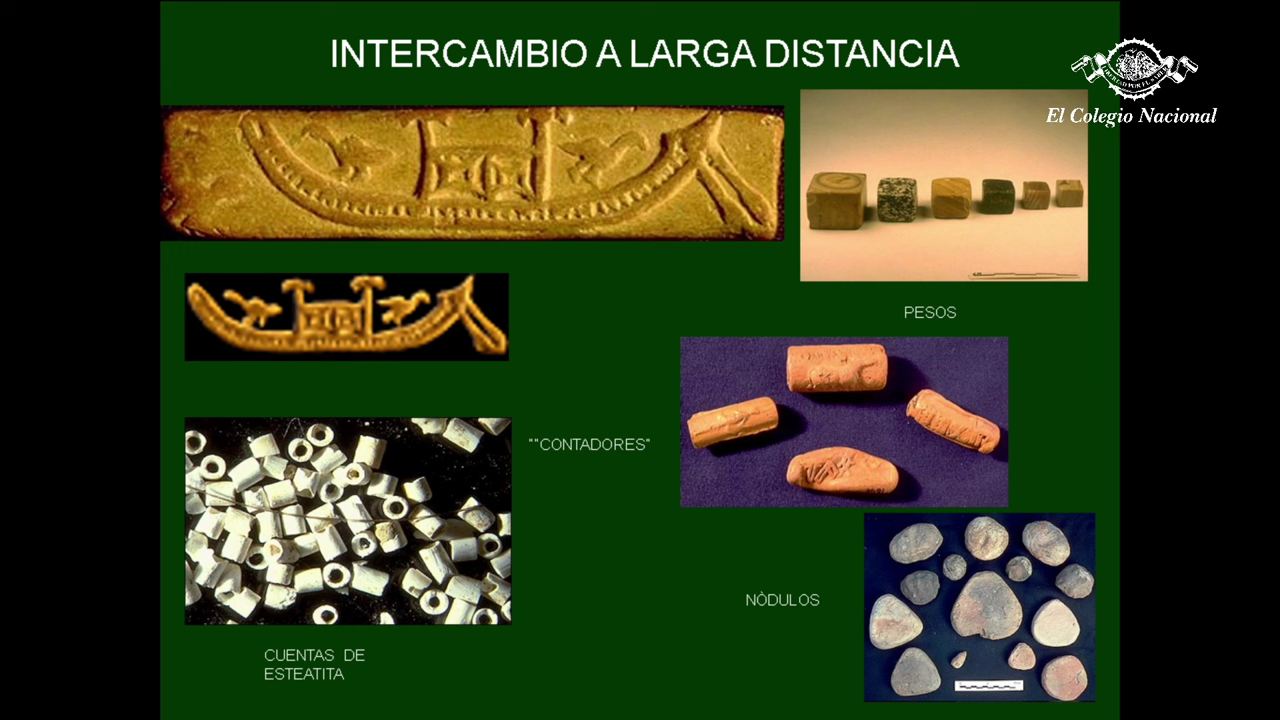 INTERCAMBIO A LARGA DISTANCIA
El Colegio Nacional
PESOS
""CONTADORES"
NÒDULOS
CUENTAS DE
ESTEATITA